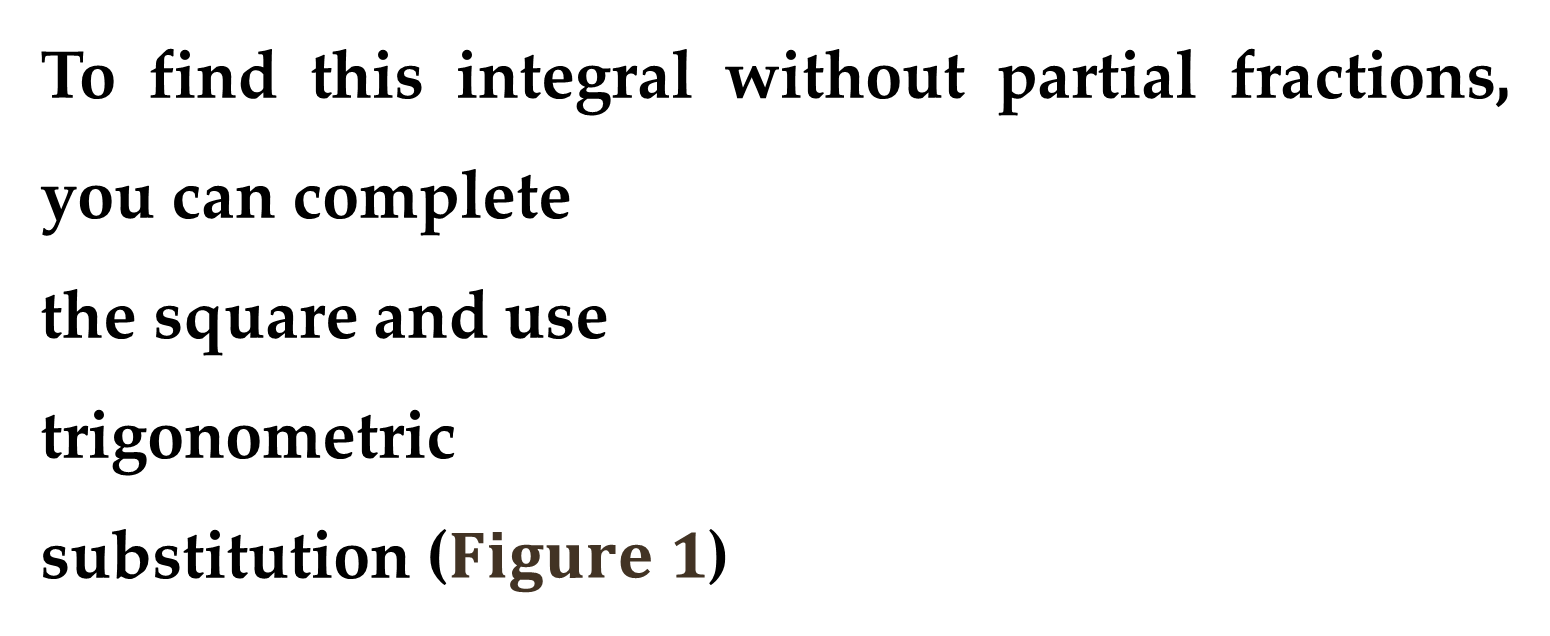 To find this integral without partial fractions,
you can complete
the square and use
trigonometric
substitution (Figure 1)